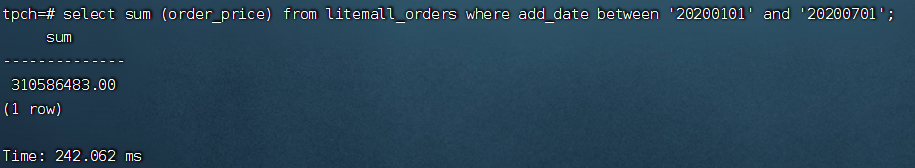 tpch=# select sum (order_price) from litemall_orders where add_date between '20200101' and '20200701';
sum
--------------
310586483.00
(1 row)
Time: 242.062 ms